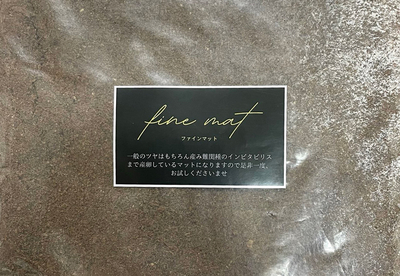 fine mat
ファインマット
一般のツヤはもちろん産み難関種のインビタビリス
まで産卵しているマットになりますので是非一度、
お試しくださいませ